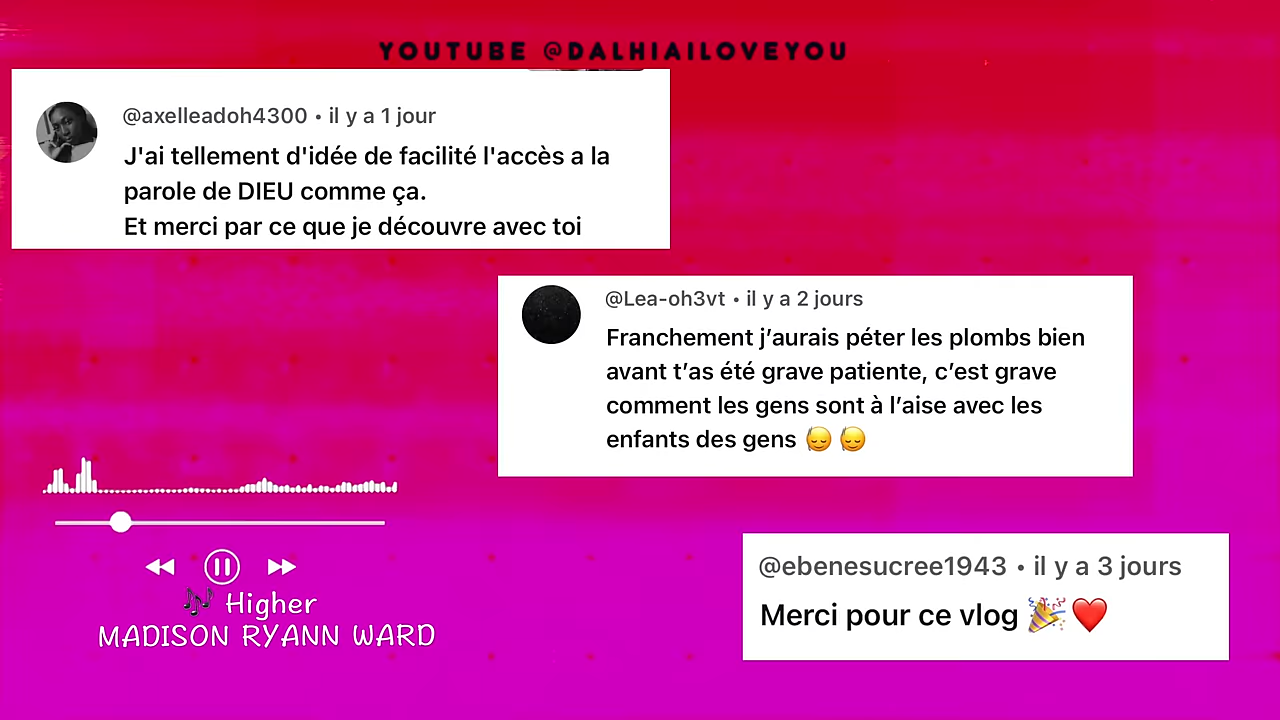 YOUTUBE @DALHIAILOVEYOU
@axelleadoh4300 • il y a 1 jour
J'ai tellement d'idée de facilité l'accès a la
parole de DIEU comme ça.
Et merci par ce que je découvre avec toi
@Lea-oh3vt • il y a 2 jours
Franchement j’aurais péter les plombs bien
avant t’as été grave patiente, c’est grave
comment les gens sont à l’aise avec les
enfants des gens 🥲 🥲
@ebenesucree1943 • il y a 3 jours
Merci pour ce vlog 🎉❤️
🎶 Higher
MADISON RYANN WARD